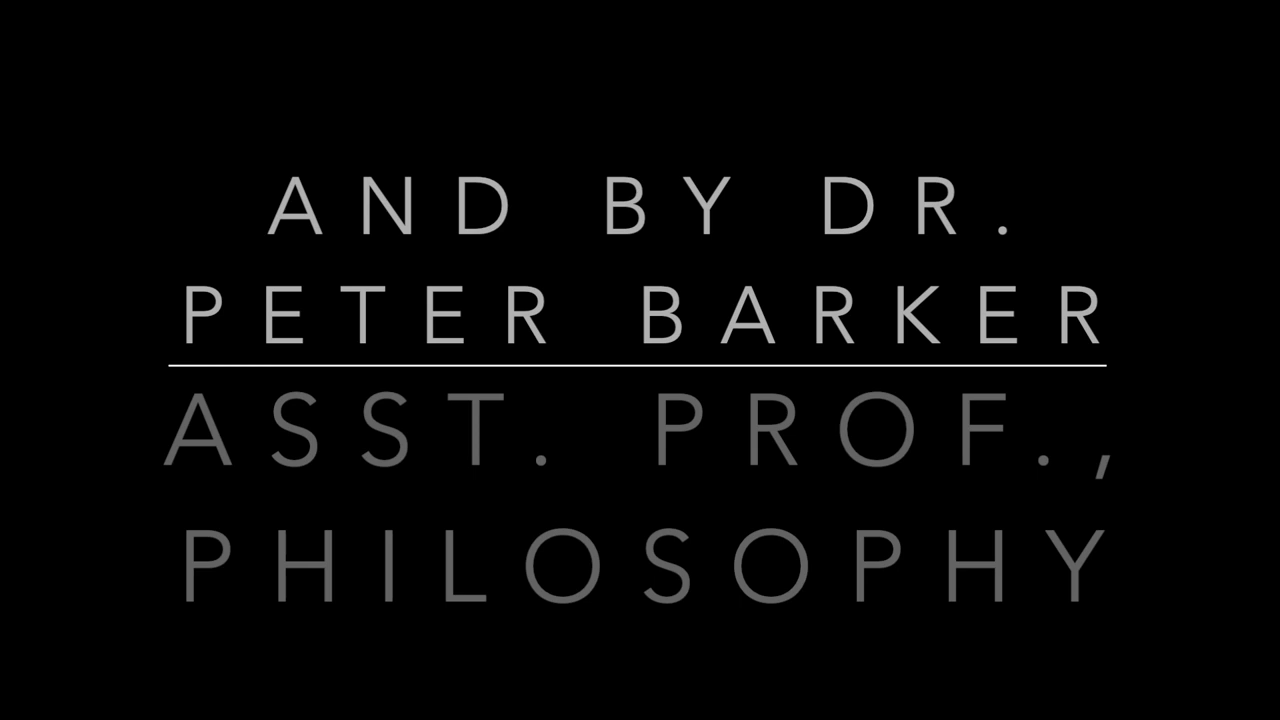 AND BY DR.
PETER BARKER
ASST. PROF.,
PHILOSOPHY